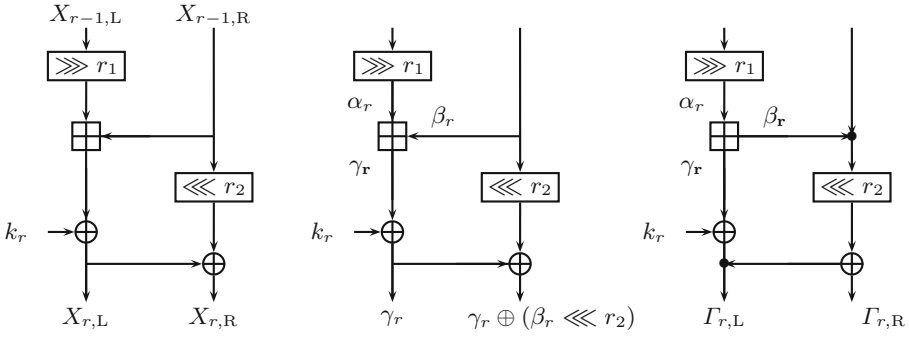 X_{r−1,L} X_{r−1,R}
⋙ r_1 ⋙ r_1 ⋙ r_1
α_r β_r α_r β_r
γ_r γ_r
⋘ r_2 ⋘ r_2 ⋘ r_2
k_r k_r k_r
X_{r,L} X_{r,R} γ_r γ_r ⊕ (β_r ⋘ r_2) Γ_{r,L} Γ_{r,R}